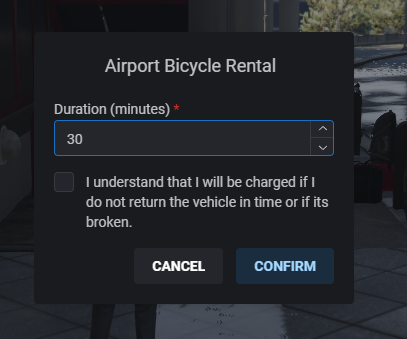 Airport Bicycle Rental
Duration (minutes) *
30
I understand that I will be charged if I
do not return the vehicle in time or if its
broken.
CANCEL CONFIRM